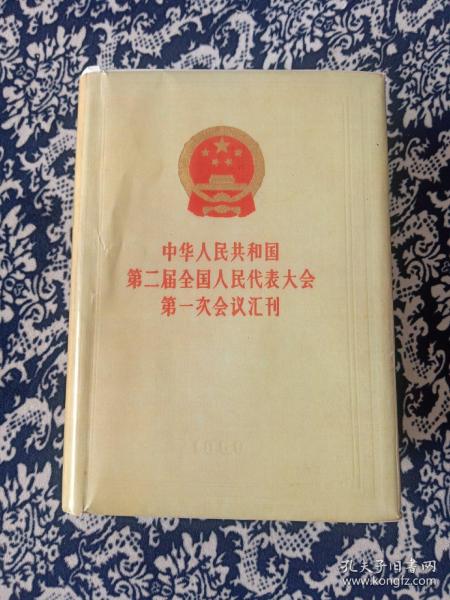 中华人民共和国
第二届全国人民代表大会
第一次会议汇刊
1960
孔夫子旧书网
www.kongfz.com